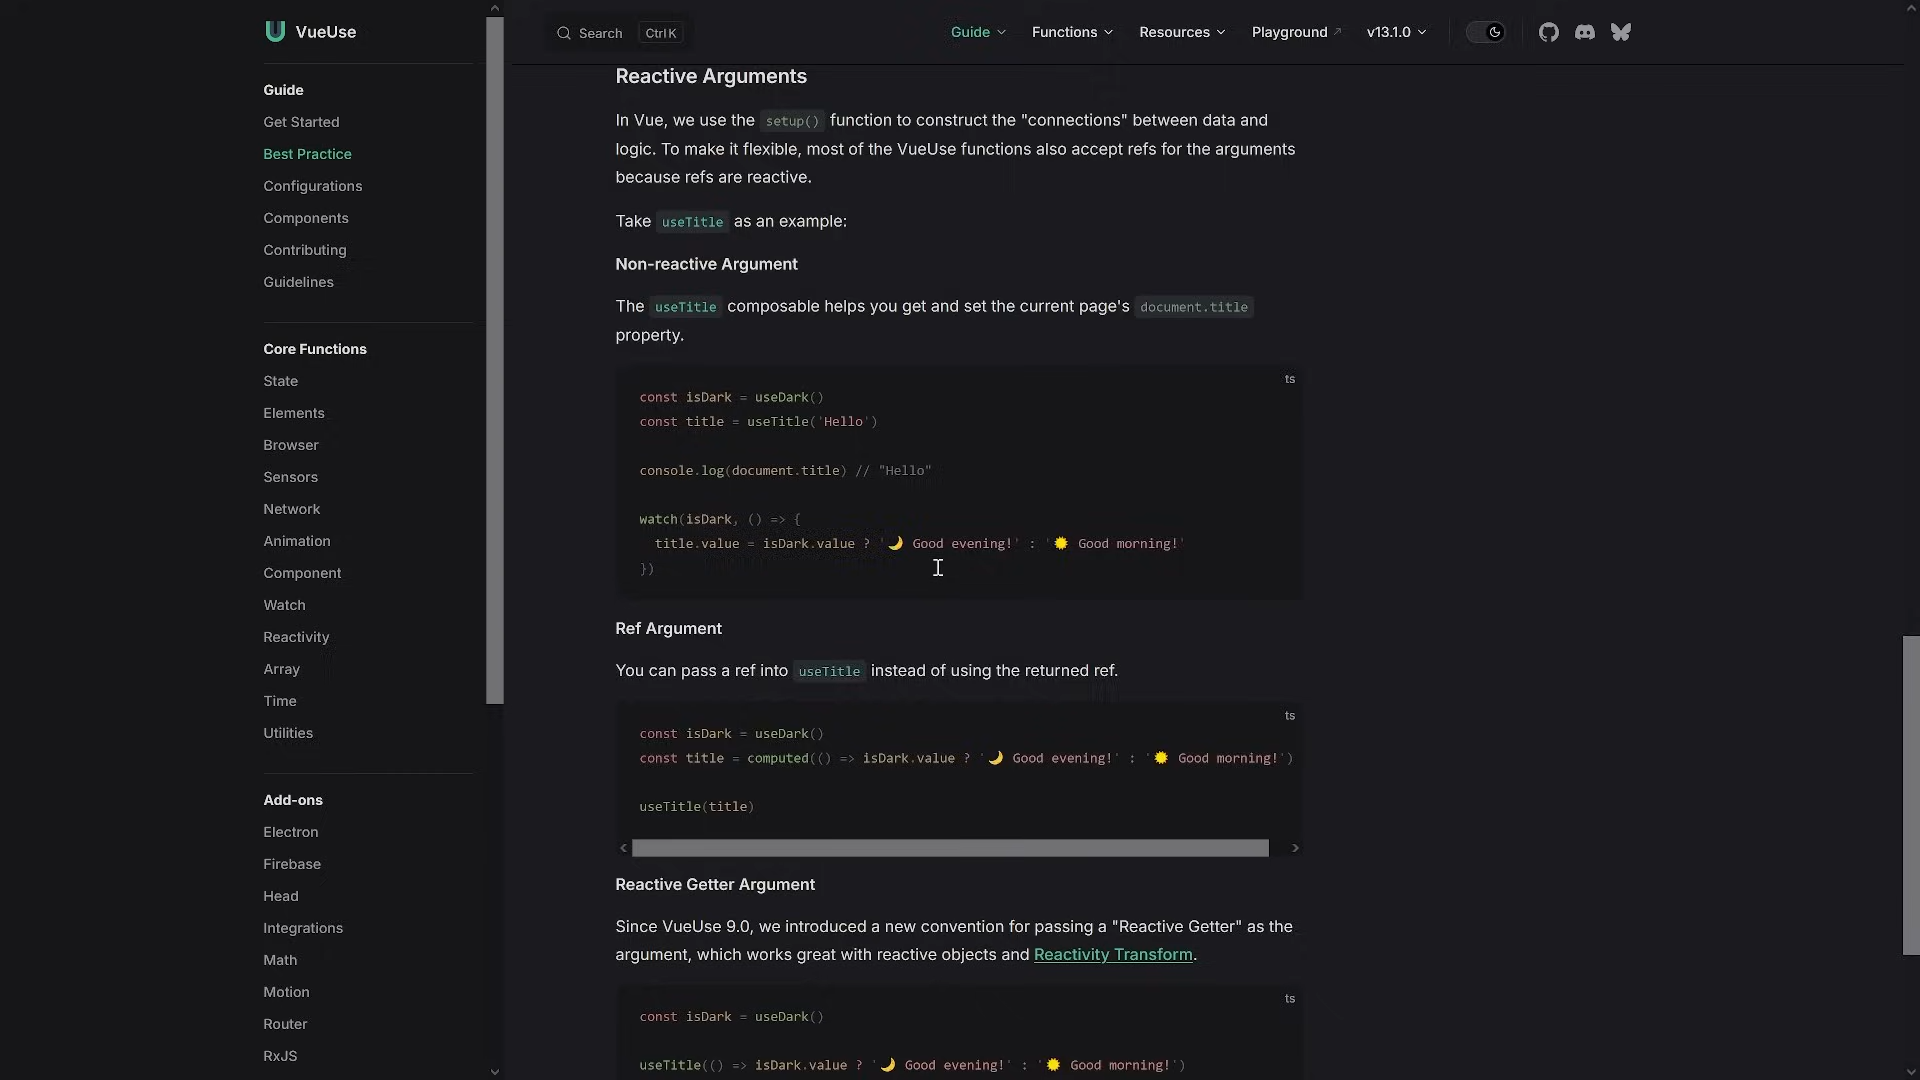 VueUse
Search Ctrl K
Guide
Functions
Resources
Playground
v13.1.0
Guide
Get Started
Best Practice
Configurations
Components
Contributing
Guidelines
Core Functions
State
Elements
Browser
Sensors
Network
Animation
Component
Watch
Reactivity
Array
Time
Utilities
Add-ons
Electron
Firebase
Head
Integrations
Math
Motion
Router
RxJS
Reactive Arguments
In Vue, we use the setup() function to construct the "connections" between data and
logic. To make it flexible, most of the VueUse functions also accept refs for the arguments
because refs are reactive.
Take useTitle as an example:
Non-reactive Argument
The useTitle composable helps you get and set the current page's document.title
property.
ts
const isDark = useDark()
const title = useTitle('Hello')
console.log(document.title) // "Hello"
watch(isDark, () => {
title.value = isDark.value ? '🌙 Good evening!' : '☀️ Good morning!'
})
Ref Argument
You can pass a ref into useTitle instead of using the returned ref.
ts
const isDark = useDark()
const title = computed(() => isDark.value ? '🌙 Good evening!' : '☀️ Good morning!')
useTitle(title)
Reactive Getter Argument
Since VueUse 9.0, we introduced a new convention for passing a "Reactive Getter" as the
argument, which works great with reactive objects and Reactivity Transform.
ts
const isDark = useDark()
useTitle(() => isDark.value ? '🌙 Good evening!' : '☀️ Good morning!')